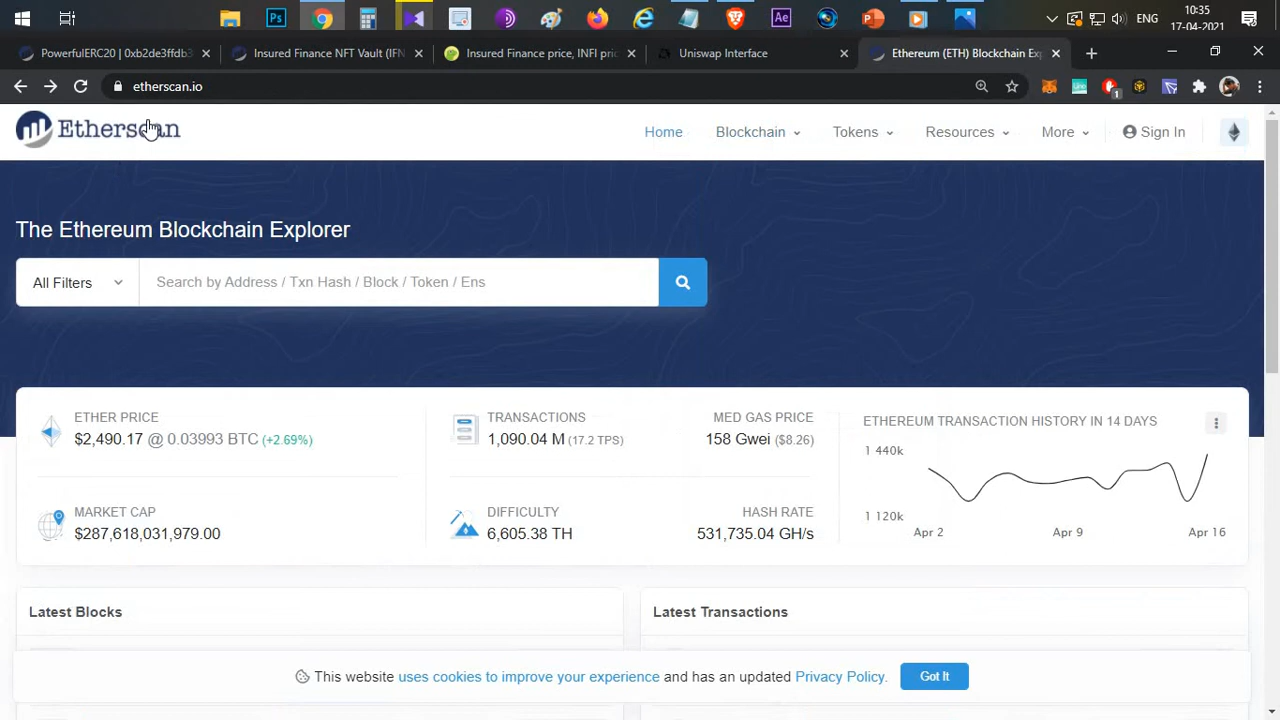 10:35
ENG
17-04-2021
PowerfulERC20 | 0xb2de3ffdb3
Insured Finance NFT Vault (IFN
Insured Finance price, INFI pric
Uniswap Interface
Ethereum (ETH) Blockchain Exp
etherscan.io
1
Etherscan
Home
Blockchain
Tokens
Resources
More
Sign In
The Ethereum Blockchain Explorer
All Filters
Search by Address / Txn Hash / Block / Token / Ens
ETHER PRICE
$2,490.17 @ 0.03993 BTC (+2.69%)
TRANSACTIONS
1,090.04 M (17.2 TPS)
MED GAS PRICE
158 Gwei ($8.26)
ETHEREUM TRANSACTION HISTORY IN 14 DAYS
1 440k
1 120k
Apr 2
Apr 9
Apr 16
MARKET CAP
$287,618,031,979.00
DIFFICULTY
6,605.38 TH
HASH RATE
531,735.04 GH/s
Latest Blocks
Latest Transactions
This website uses cookies to improve your experience and has an updated Privacy Policy.
Got It